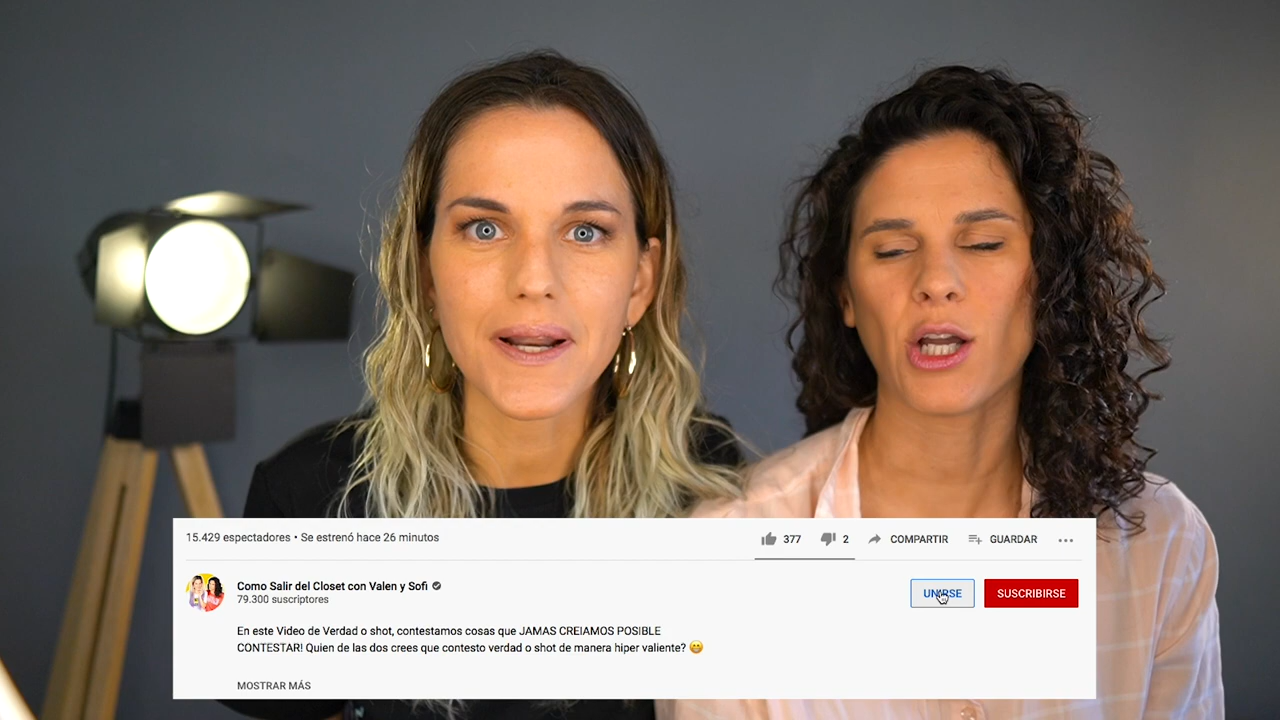 15.429 espectadores • Se estrenó hace 26 minutos
377 2 COMPARTIR GUARDAR
Como Salir del Closet con Valen y Sofi
79.300 suscriptores
UNIRSE SUSCRIBIRSE
En este Video de Verdad o shot, contestamos cosas que JAMAS CREIAMOS POSIBLE
CONTESTAR! Quien de las dos crees que contesto verdad o shot de manera hiper valiente? 😁
MOSTRAR MÁS